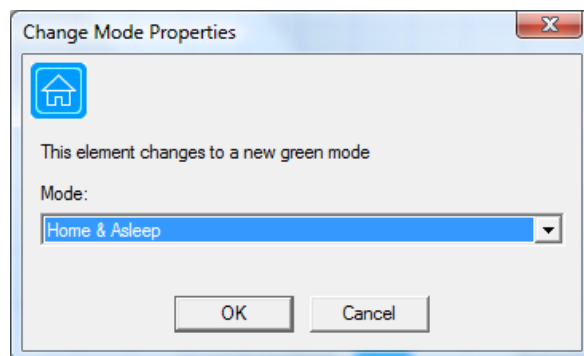 Change Mode Properties
This element changes to a new green mode
Mode:
Home & Asleep
OK
Cancel